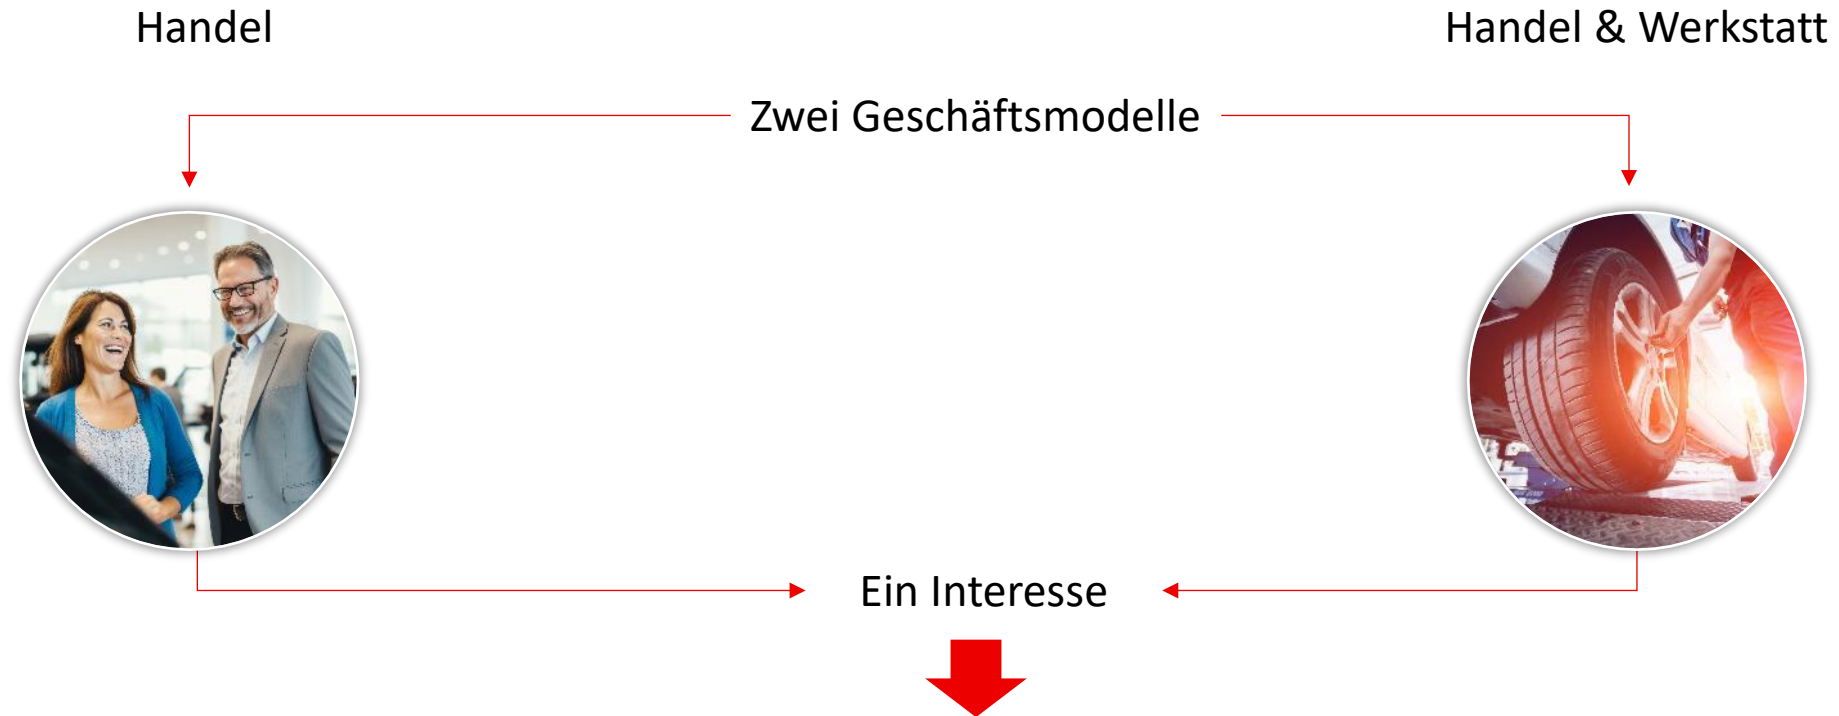 Handel
Handel & Werkstatt
Zwei Geschäftsmodelle
Ein Interesse